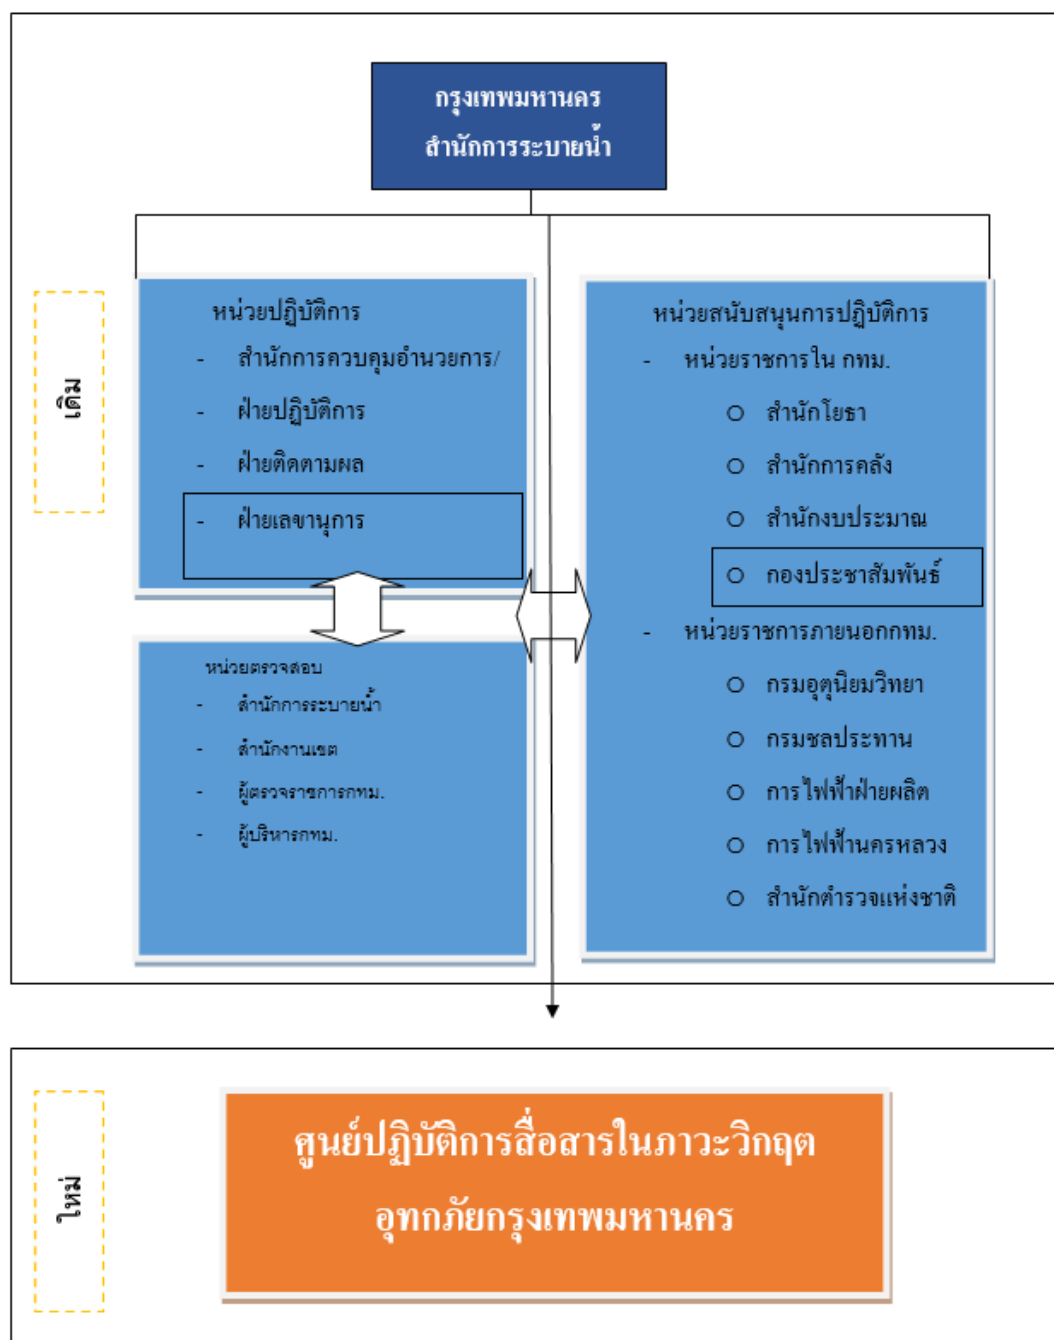 กรุงเทพมหานคร
สำนักการระบายน้ำ
เดิม
หน่วยปฏิบัติการ
- สำนักการควบคุมอำนวยการ/
- ฝ่ายปฏิบัติการ
- ฝ่ายติดตามผล
- ฝ่ายเลขานุการ
หน่วยตรวจสอบ
- สำนักการระบายน้ำ
- สำนักงานเขต
- ผู้ตรวจราชการกทม.
- ผู้บริหารกทม.
หน่วยสนับสนุนการปฏิบัติการ
- หน่วยราชการใน กทม.
o สำนักโยธา
o สำนักการคลัง
o สำนักงบประมาณ
o กองประชาสัมพันธ์
- หน่วยราชการภายนอกกทม.
o กรมอุตุนิยมวิทยา
o กรมชลประทาน
o การไฟฟ้าฝ่ายผลิต
o การไฟฟ้านครหลวง
o สำนักตำรวจแห่งชาติ
ใหม่
ศูนย์ปฏิบัติการสื่อสารในภาวะวิกฤต
อุทกภัยกรุงเทพมหานคร